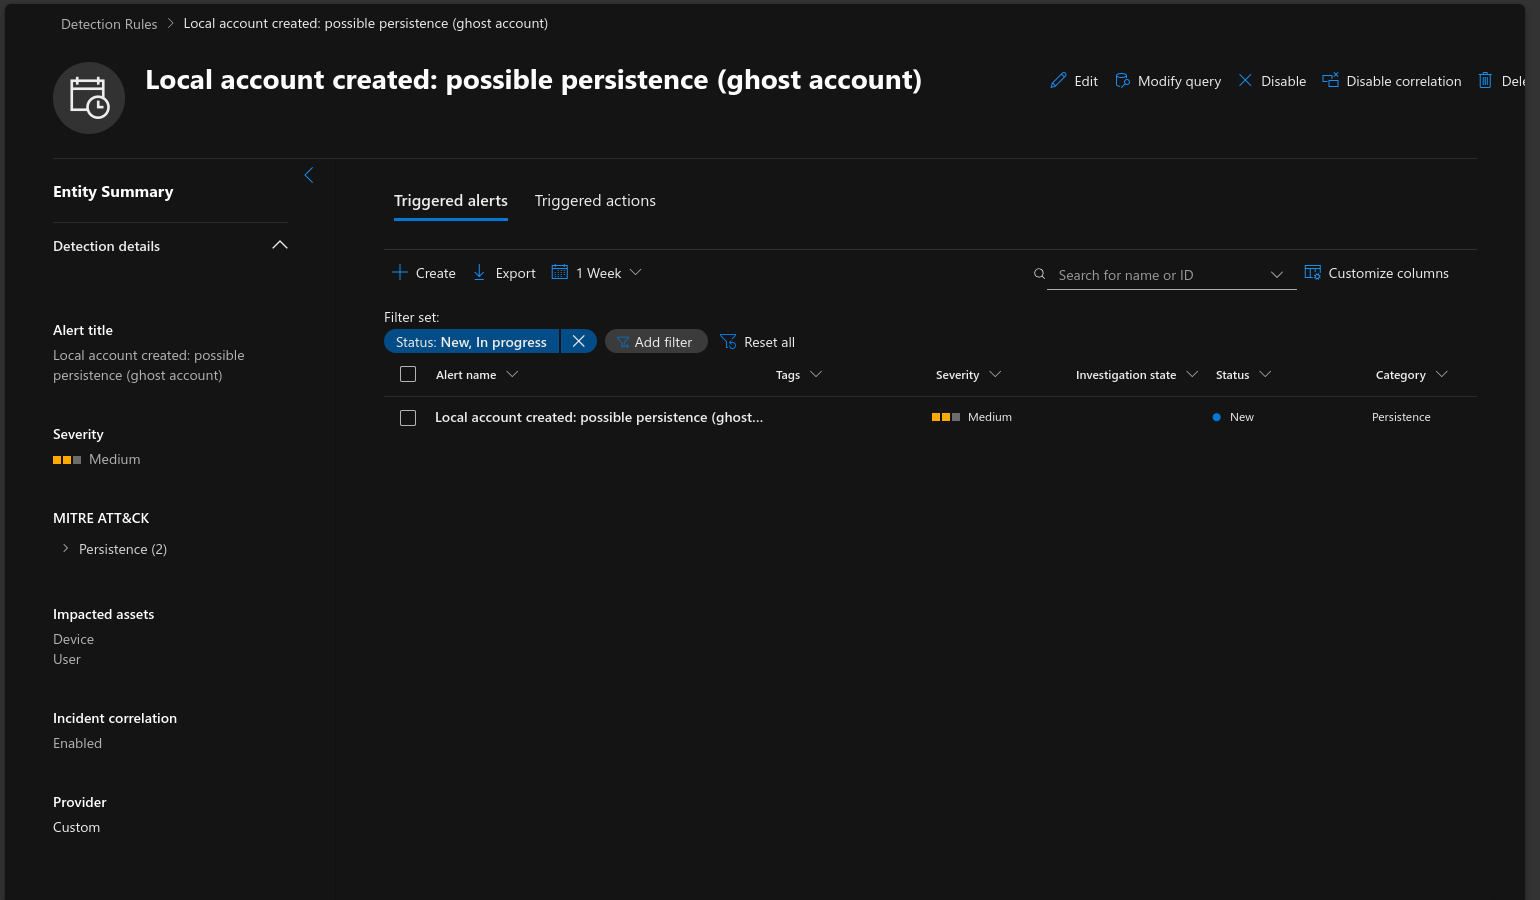 Detection Rules > Local account created: possible persistence (ghost account)
Local account created: possible persistence (ghost account)
Edit Modify query Disable Disable correlation Dele
Entity Summary
Detection details
Alert title
Local account created: possible
persistence (ghost account)
Severity
Medium
MITRE ATT&CK
Persistence (2)
Impacted assets
Device
User
Incident correlation
Enabled
Provider
Custom
Triggered alerts Triggered actions
Create Export 1 Week Search for name or ID Customize columns
Filter set:
Status: New, In progress Add filter Reset all
Alert name Tags Severity Investigation state Status Category
Local account created: possible persistence (ghost... Medium New Persistence